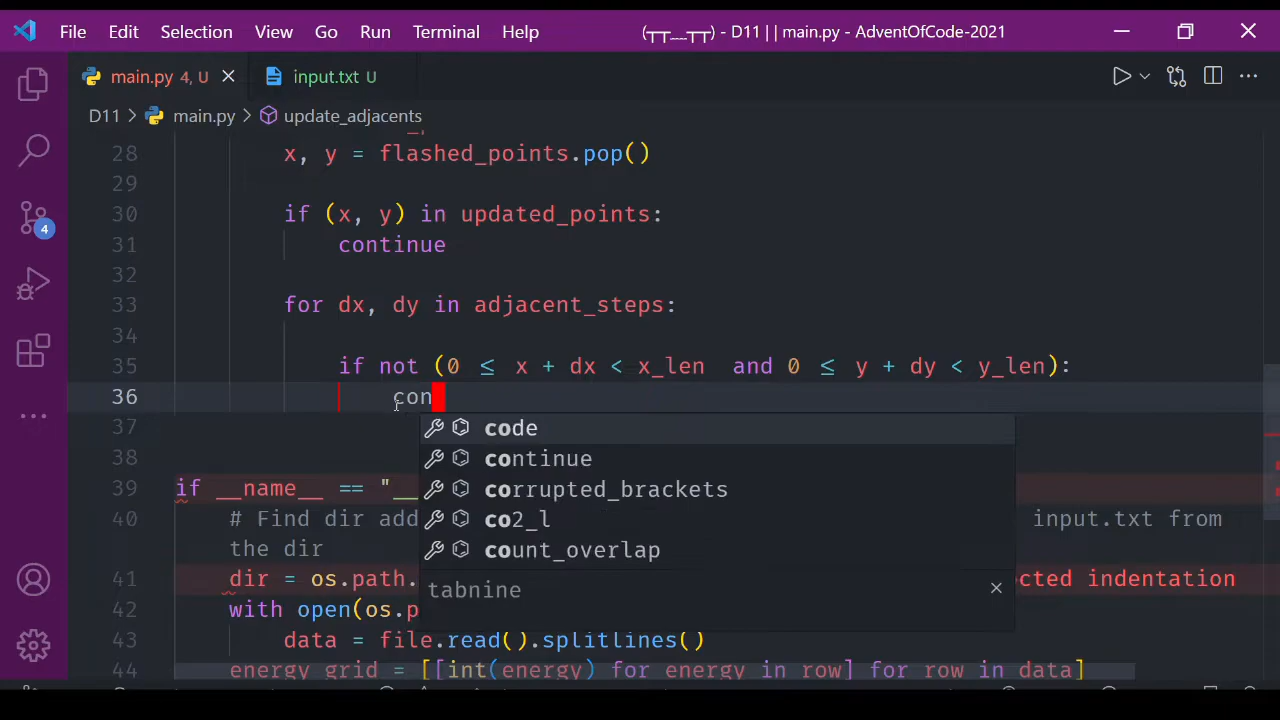 File Edit Selection View Go Run Terminal Help (┬┬﹏┬┬) - D11 | | main.py - AdventOfCode-2021
main.py 4, U input.txt U
D11 > main.py > update_adjacents
28 x, y = flashed_points.pop()
29
30 if (x, y) in updated_points:
31 continue
32
33 for dx, dy in adjacent_steps:
34
35 if not (0 ≤ x + dx < x_len and 0 ≤ y + dy < y_len):
36 con
37
38
39 if __name__ == "__
40 # Find dir add input.txt from
the dir
41 dir = os.path. cted indentation
42 with open(os.p
43 data = file.read().splitlines()
44 energy_grid = [[int(energy) for energy in row] for row in data]
code
continue
corrupted_brackets
co2_l
count_overlap
tabnine
4